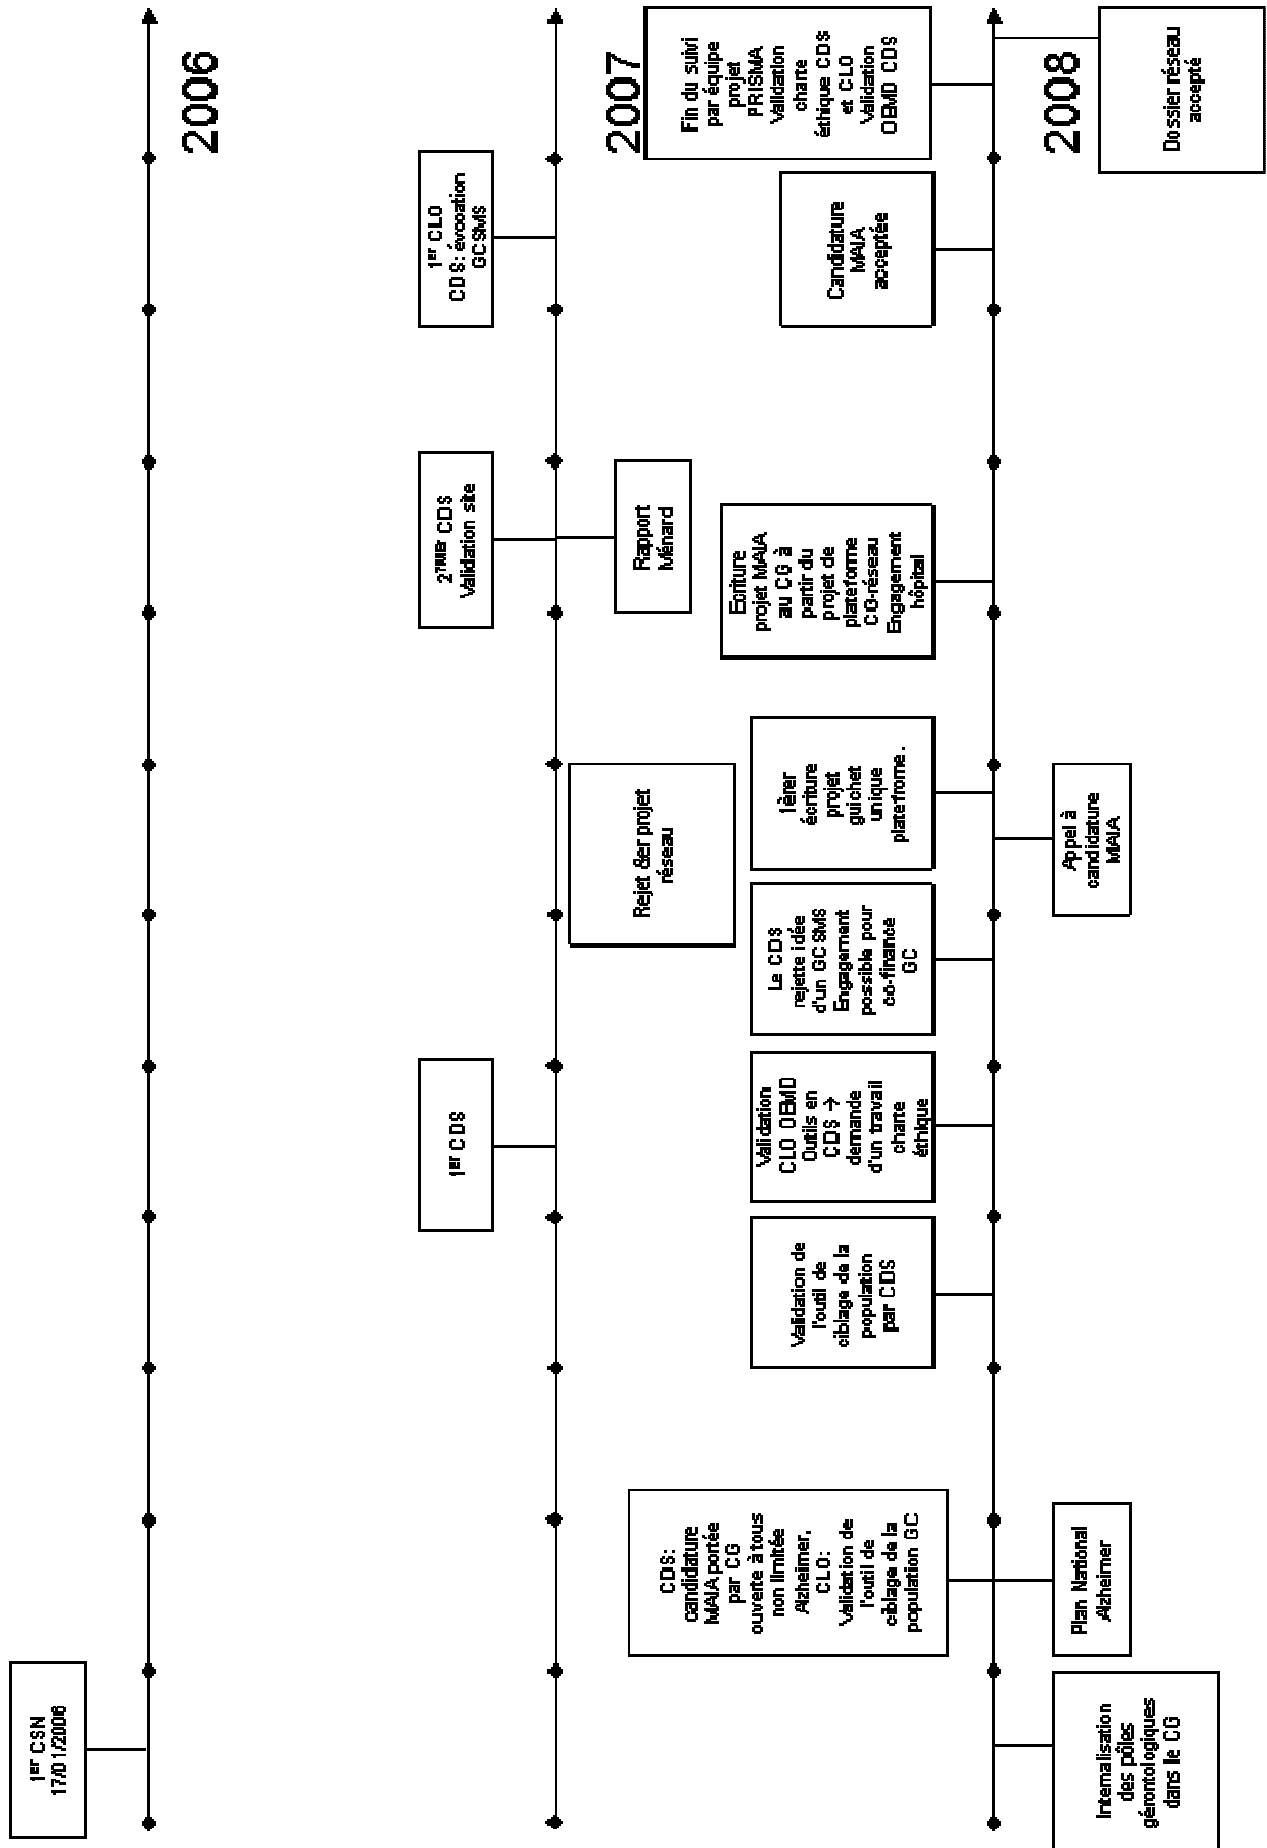 1er CSN
17/01/2006
2006
1er CDS
2TMEr CDS
Validation site
1er CLO
CDS: évocation
GCSMS
Rejet &er projet
réseau
Rapport
Ménard
2007
CDS:
candidature
MAIA portée
par CG
ouverte à tous
non limitée
Alzheimer.
CLO:
Validation de
l'outil de
ciblage de la
population GC
Validation de
l'outil de
ciblage de la
population
par CDS
Validation
CLO OEMD
Outils en
CDS →
demande
d'un travail
charte
éthique
Le CDS
rejette idée
d'un GCSMS
Engagement
possible pour
co-finance
GC
1èrer
écriture
projet
guichet
unique
plateforme.
Ecriture
projet MAIA
au CG à
partir du
projet de
plateforme
CG-réseau
Engagement
hôpital
Candidature
MAIA
acceptée
Fin du suivi
par équipe
projet
PRISMA
Validation
charte
éthique CDS
et CLO
Validation
OEMD CDS
Internalisation
des pôles
gérontologiques
dans le CG
Plan National
Alzheimer
Appel à
candidature
MAIA
2008
Dossier réseau
accepté